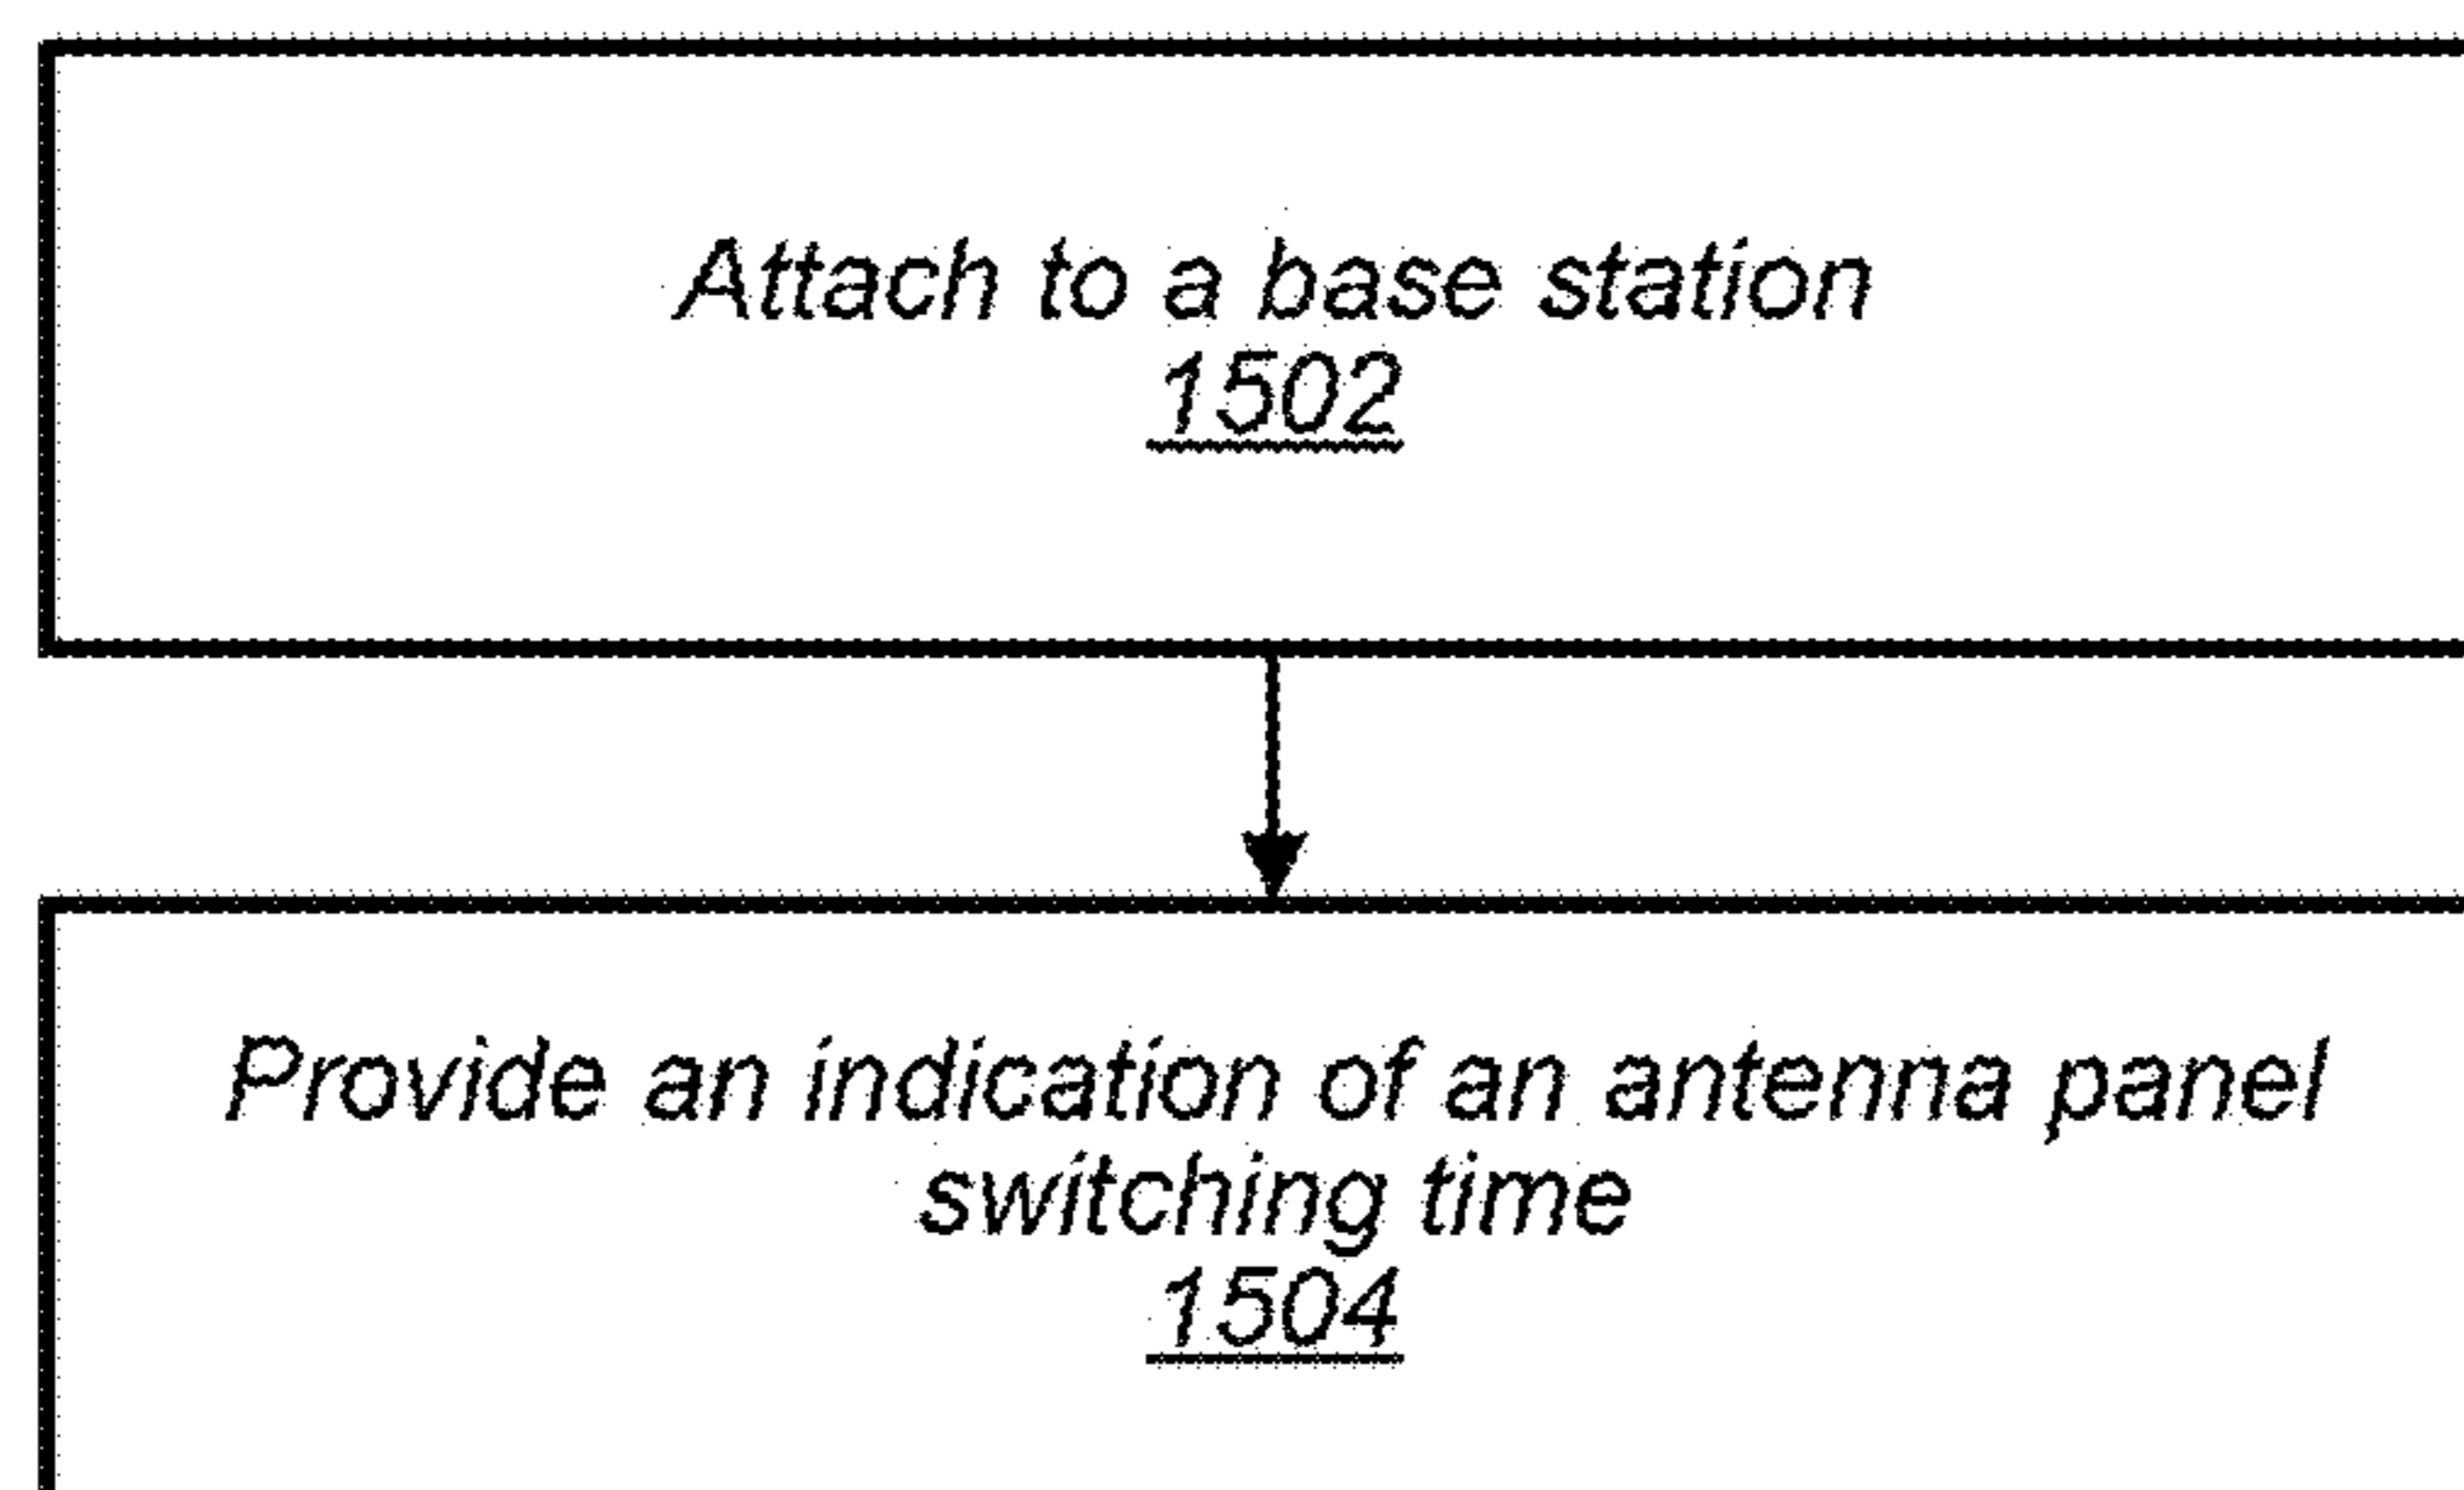 Attach to a base station
1502
Provide an indication of an antenna panel
switching time
1504